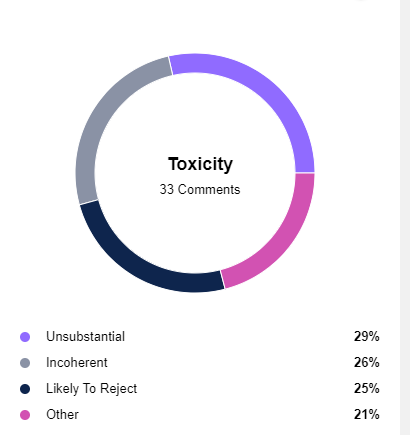 Toxicity
33 Comments
Unsubstantial 29%
Incoherent 26%
Likely To Reject 25%
Other 21%